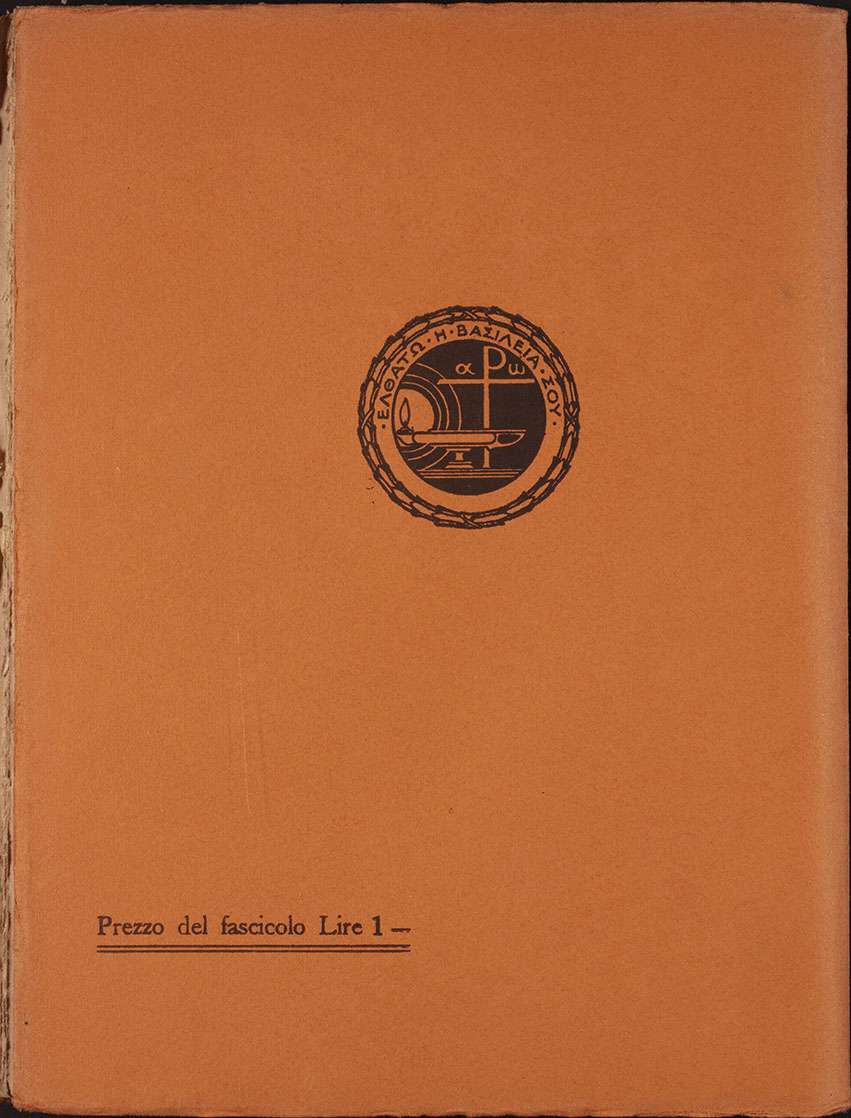 ·ΕΛΘΑΤΩ·Η·ΒΑΣΙΛΕΙΑ·ΣΟΥ·
α ω
Prezzo del fascicolo Lire 1 —